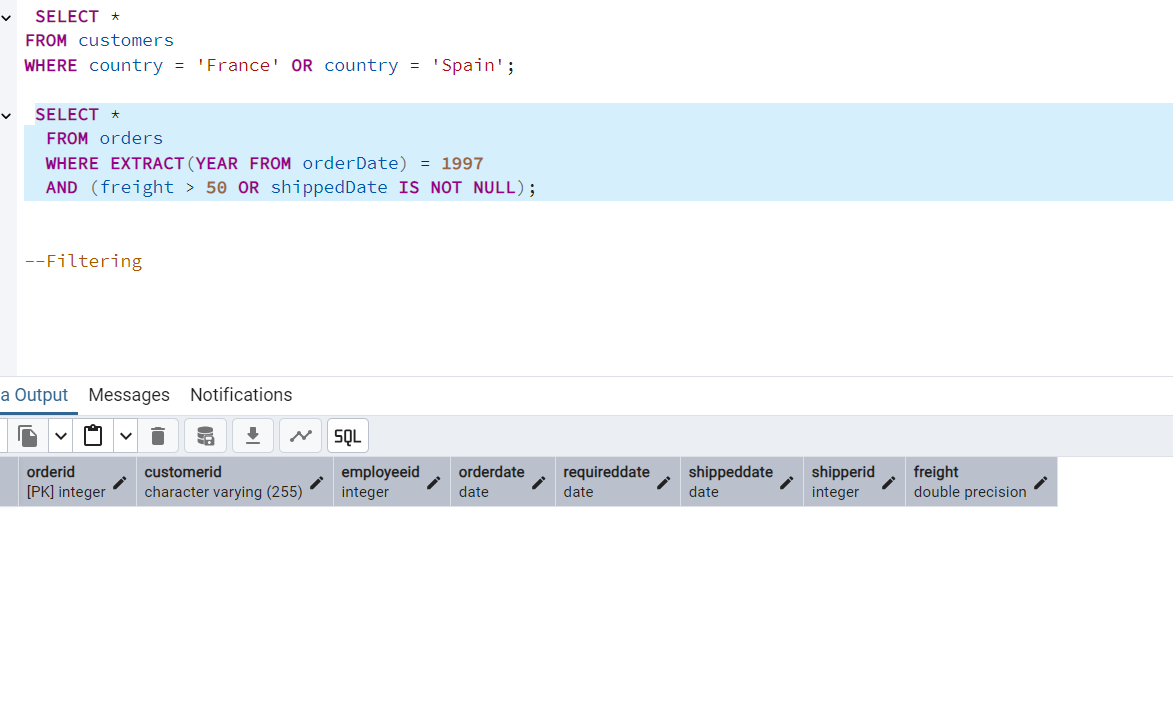 SELECT *
FROM customers
WHERE country = 'France' OR country = 'Spain';
SELECT *
FROM orders
WHERE EXTRACT(YEAR FROM orderDate) = 1997
AND (freight > 50 OR shippedDate IS NOT NULL);
--Filtering
a Output Messages Notifications
SQL
orderid customerid employeeid orderdate requireddate shippeddate shipperid freight
[PK] integer character varying (255) integer date date date integer double precision